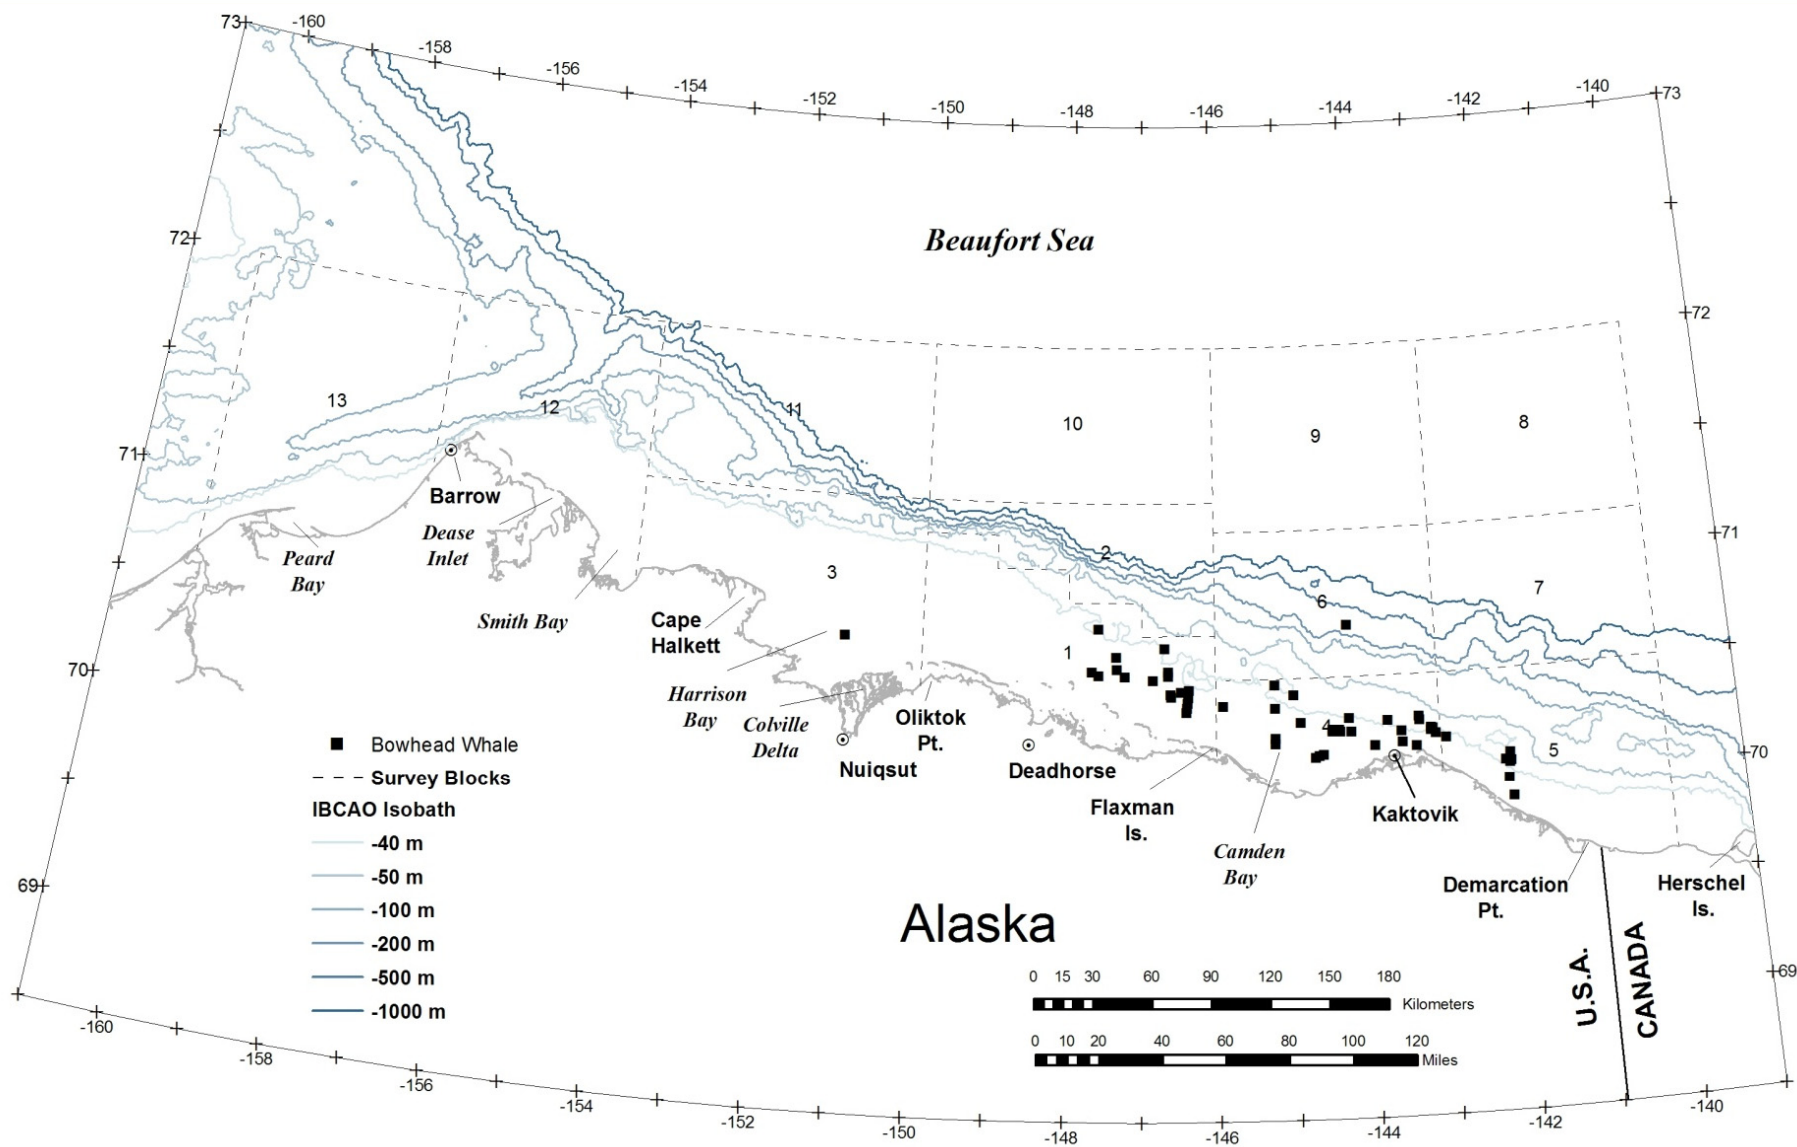 73
-160
-158
-156
-154
-152
-150
-148
-146
-144
-142
-140
73
72
Beaufort Sea
72
13
12
11
10
9
8
71
Barrow
Dease
Inlet
Peard
Bay
Smith Bay
3
2
6
7
71
Cape
Halkett
1
70
Harrison
Bay
Colville
Delta
Oliktok
Pt.
4
5
70
Nuiqsut
Deadhorse
Flaxman
Is.
Camden
Bay
Kaktovik
Demarcation
Pt.
Herschel
Is.
Bowhead Whale
Survey Blocks
IBCAO Isobath
-40 m
-50 m
-100 m
-200 m
-500 m
-1000 m
69
Alaska
U.S.A.
CANADA
69
0 15 30 60 90 120 150 180
Kilometers
0 10 20 40 60 80 100 120
Miles
-160
-158
-156
-154
-152
-150
-148
-146
-144
-142
-140